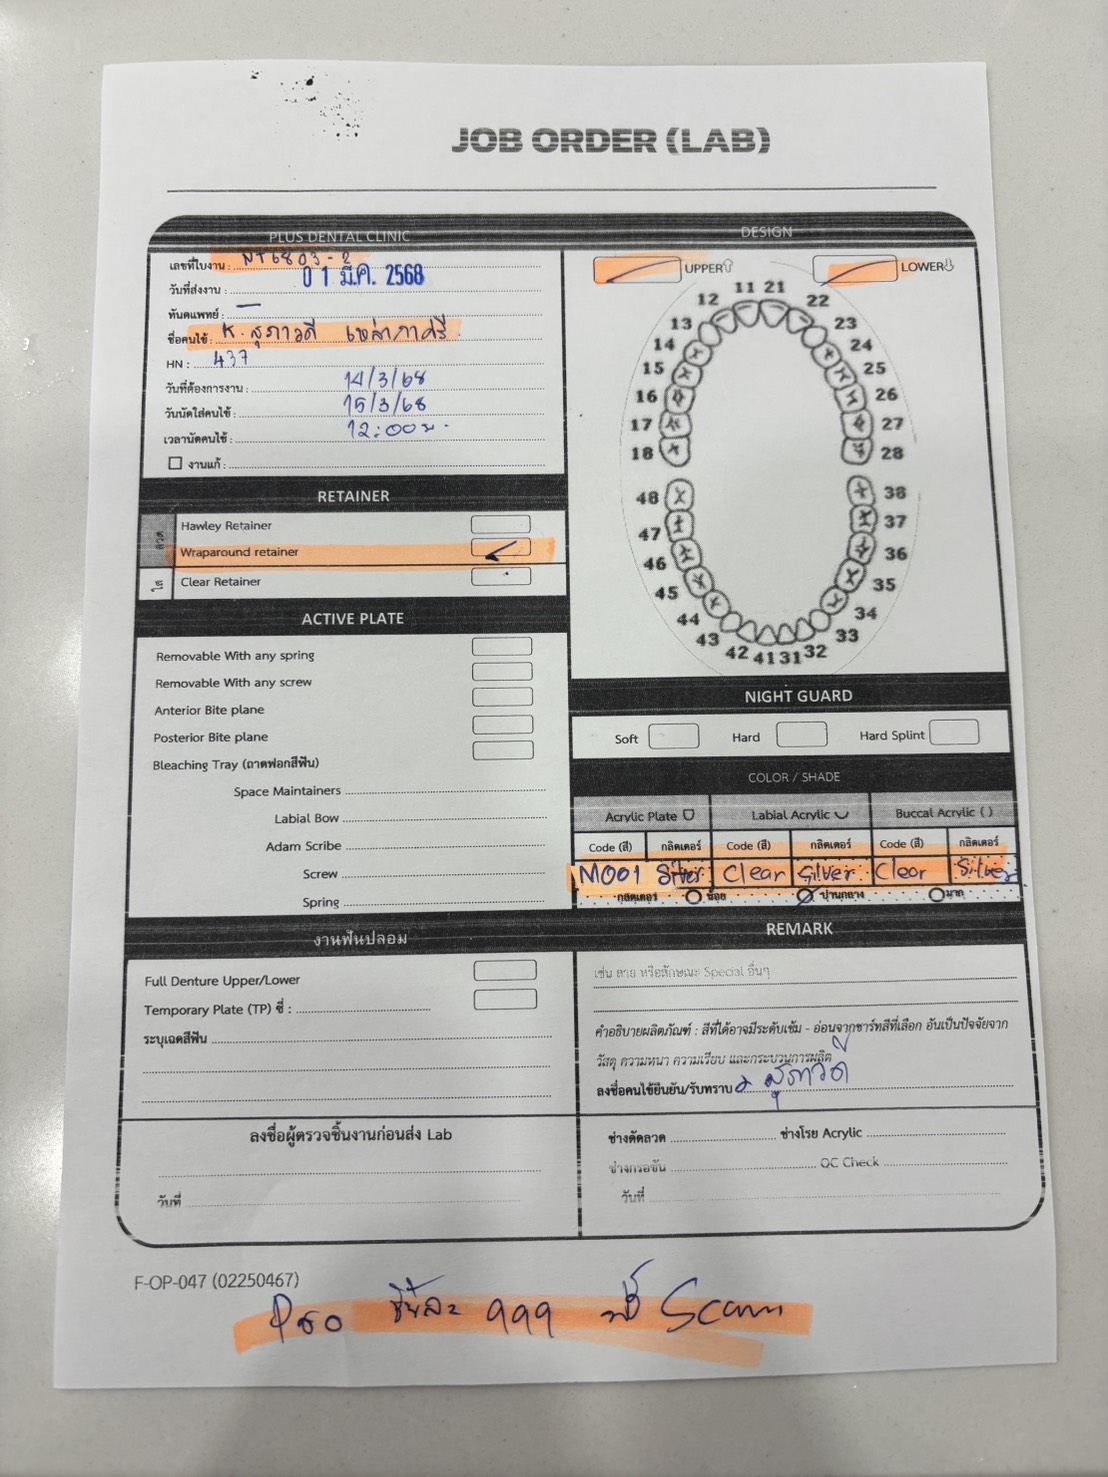 JOB ORDER (LAB)
PLUS DENTAL CLINIC
เลขที่ใบงาน : NT6803-2
วันที่ส่งงาน : 01 มี.ค. 2568
ทันตแพทย์ : —
ชื่อคนไข้ : K. สุภาวดี เหล่าภาศรี
HN : 437
วันที่ต้องการงาน : 14/3/68
วันนัดใส่คนไข้ : 15/3/68
เวลานัดคนไข้ : 12:00 น.
งานแก้ :
RETAINER
ลวด
Hawley Retainer
Wraparound retainer
ใส
Clear Retainer
ACTIVE PLATE
Removable With any spring
Removable With any screw
Anterior Bite plane
Posterior Bite plane
Bleaching Tray (ถาดฟอกสีฟัน)
Space Maintainers
Labial Bow
Adam Scribe
Screw
Spring
งานฟันปลอม
Full Denture Upper/Lower
Temporary Plate (TP) ซี่ :
ระบุเฉดสีฟัน
ลงชื่อผู้ตรวจชิ้นงานก่อนส่ง Lab
วันที่
DESIGN
UPPER
LOWER
11 21
12 22
13 23
14 24
15 25
16 26
17 27
18 28
48 38
47 37
46 36
45 35
44 34
43 33
42 41 31 32
NIGHT GUARD
Soft Hard Hard Splint
COLOR / SHADE
Acrylic Plate Labial Acrylic Buccal Acrylic ( )
Code (สี) กลิตเตอร์ Code (สี) กลิตเตอร์ Code (สี) กลิตเตอร์
M001 Silver Clear Silver Clear Silver
กลิตเตอร์ น้อย ปานกลาง มาก
REMARK
เช่น ลาย หรือลักษณะ Special อื่นๆ
คำอธิบายผลิตภัณฑ์ : สีที่ได้อาจมีระดับเข้ม - อ่อนจากชาร์ทสีที่เลือก อันเป็นปัจจัยจาก
วัสดุ ความหนา ความเรียบ และกระบวนการผลิต
ลงชื่อคนไข้ยืนยัน/รับทราบ สุภาวดี
ช่างดัดลวด ช่างโรย Acrylic
ช่างกรอขัน QC Check
วันที่
F-OP-047 (02250467)
Pro ชิ้นละ 999 ฟรี Scan